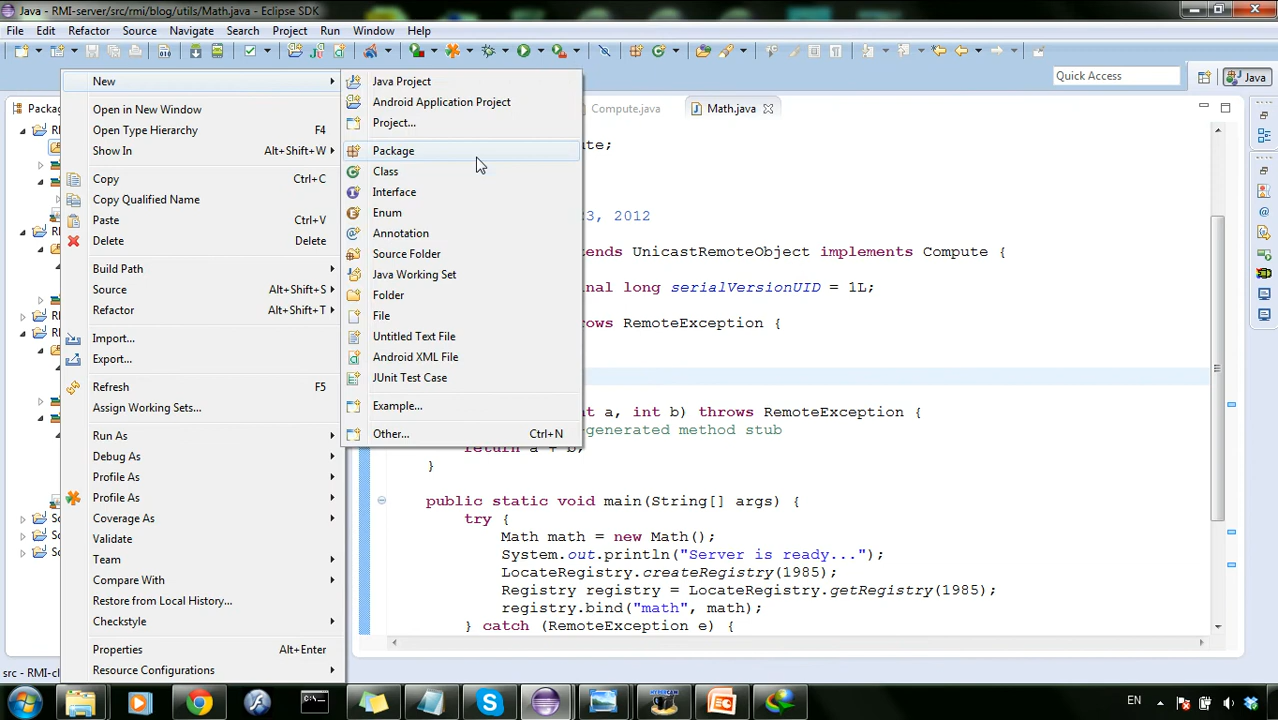 Java - RMI-server/src/rmi/blog/utils/Math.java - Eclipse SDK
File Edit Refactor Source Navigate Search Project Run Window Help
Quick Access
Java
New
Open in New Window
Open Type Hierarchy F4
Show In Alt+Shift+W
Copy Ctrl+C
Copy Qualified Name
Paste Ctrl+V
Delete Delete
Build Path
Source Alt+Shift+S
Refactor Alt+Shift+T
Import...
Export...
Refresh F5
Assign Working Sets...
Run As
Debug As
Profile As
Profile As
Coverage As
Validate
Team
Compare With
Restore from Local History...
Checkstyle
Properties Alt+Enter
Resource Configurations
Java Project
Android Application Project
Project...
Package
Class
Interface
Enum
Annotation
Source Folder
Java Working Set
Folder
File
Untitled Text File
Android XML File
JUnit Test Case
Example...
Other... Ctrl+N
Compute.java
Math.java
te;
23, 2012
tends UnicastRemoteObject implements Compute {
nal long serialVersionUID = 1L;
rows RemoteException {
t a, int b) throws RemoteException {
-generated method stub
return a + b;
}
public static void main(String[] args) {
try {
Math math = new Math();
System.out.println("Server is ready...");
LocateRegistry.createRegistry(1985);
Registry registry = LocateRegistry.getRegistry(1985);
registry.bind("math", math);
} catch (RemoteException e) {
src - RMI-cl
EN